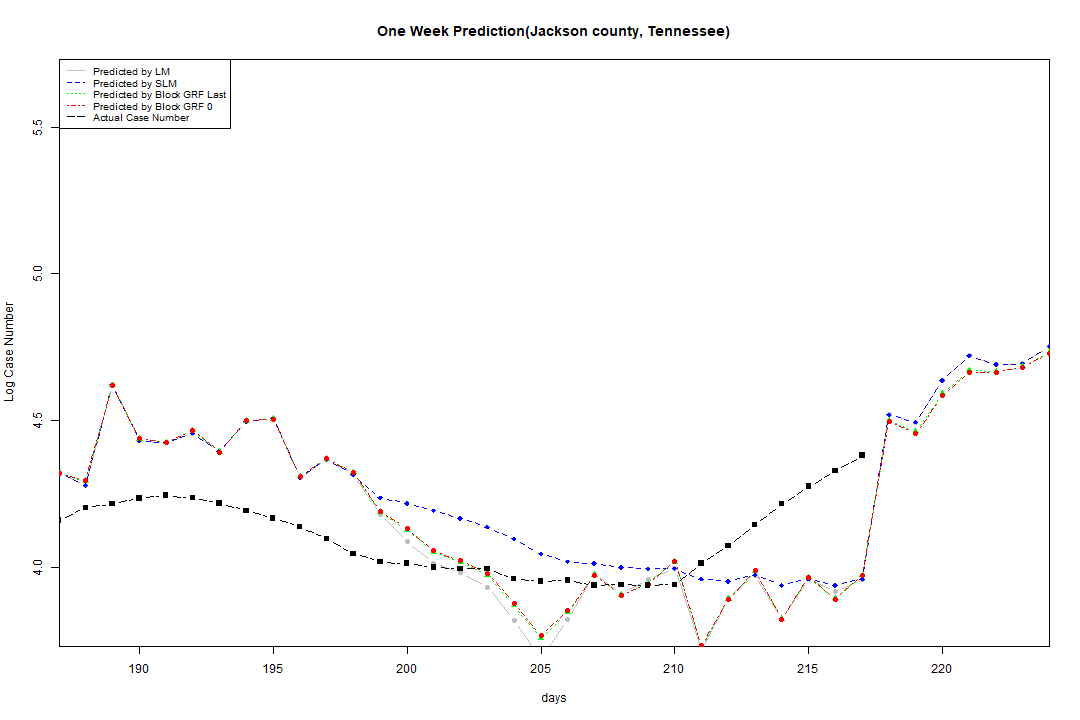 One Week Prediction(Jackson county, Tennessee)
Predicted by LM
Predicted by SLM
Predicted by Block GRF Last
Predicted by Block GRF 0
Actual Case Number
5.5
5.0
4.5
4.0
Log Case Number
190 195 200 205 210 215 220
days